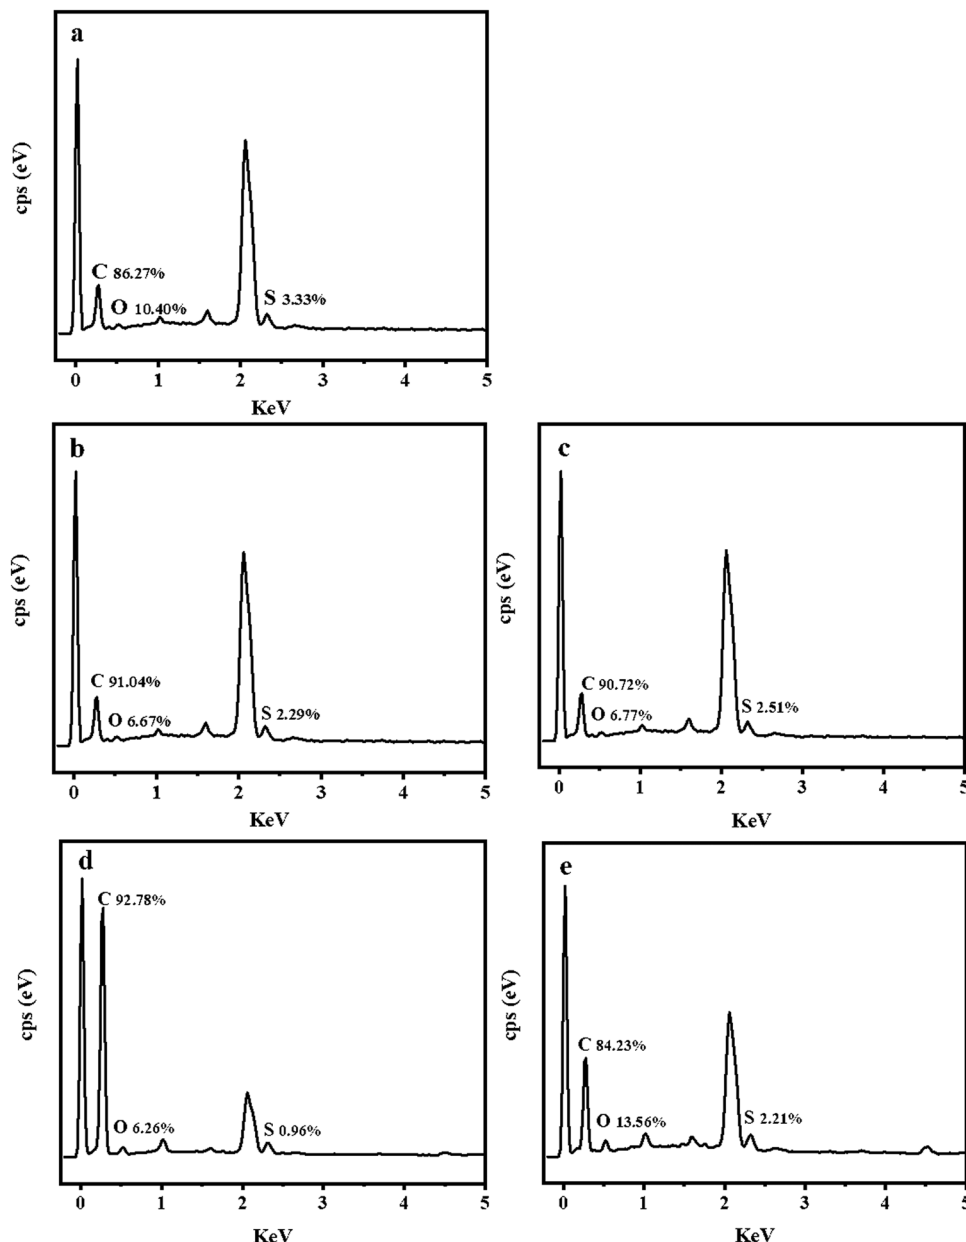 a
cps (eV)
C 86.27%
O 10.40%
S 3.33%
0 1 2 3 4 5
KeV
b
cps (eV)
C 91.04%
O 6.67%
S 2.29%
0 1 2 3 4 5
KeV
c
cps (eV)
C 90.72%
O 6.77%
S 2.51%
0 1 2 3 4 5
KeV
d
cps (eV)
C 92.78%
O 6.26%
S 0.96%
0 1 2 3 4 5
KeV
e
cps (eV)
C 84.23%
O 13.56%
S 2.21%
0 1 2 3 4 5
KeV